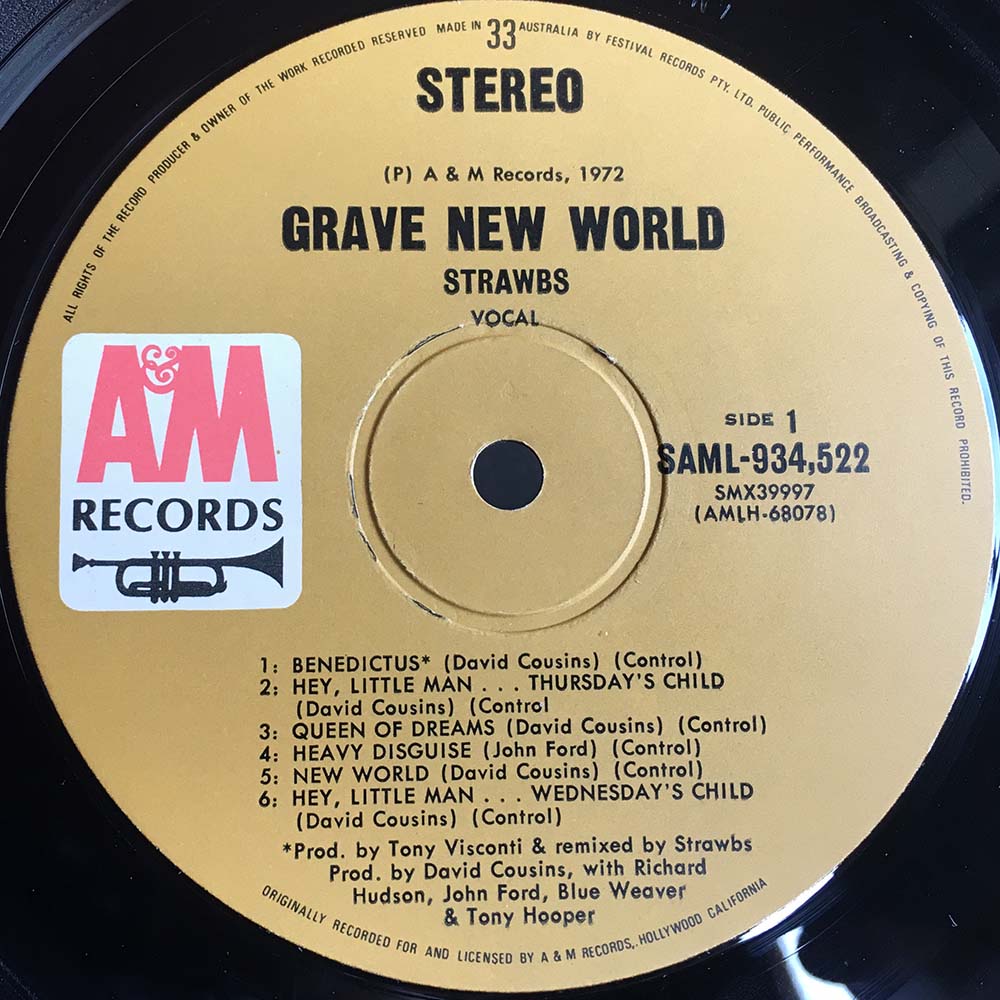 ALL RIGHTS OF THE RECORD PRODUCER & OWNER OF THE WORK RECORDED RESERVED MADE IN 33 AUSTRALIA BY FESTIVAL RECORDS PTY. LTD. PUBLIC PERFORMANCE BROADCASTING & COPYING OF THIS RECORD PROHIBITED.
STEREO
(P) A & M Records, 1972
GRAVE NEW WORLD
STRAWBS
VOCAL
A&M
RECORDS
SIDE 1
SAML-934,522
SMX39997
(AMLH-68078)
1: BENEDICTUS* (David Cousins) (Control)
2: HEY, LITTLE MAN . . . THURSDAY'S CHILD
(David Cousins) (Control
3: QUEEN OF DREAMS (David Cousins) (Control)
4: HEAVY DISGUISE (John Ford) (Control)
5: NEW WORLD (David Cousins) (Control)
6: HEY, LITTLE MAN . . . WEDNESDAY'S CHILD
(David Cousins) (Control)
*Prod. by Tony Visconti & remixed by Strawbs
Prod. by David Cousins, with Richard
Hudson, John Ford, Blue Weaver
& Tony Hooper
ORIGINALLY RECORDED FOR AND LICENSED BY A & M RECORDS, HOLLYWOOD CALIFORNIA